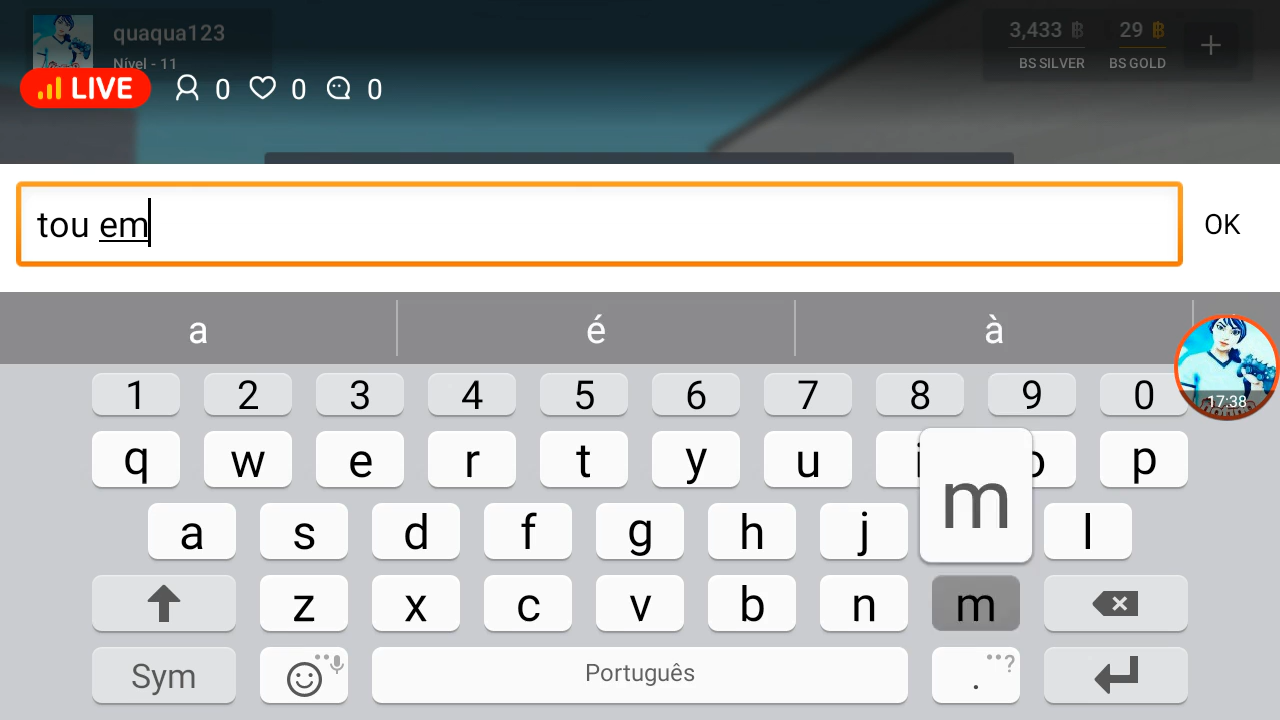 quaqua123
Nível - 11
3,433 29
BS SILVER BS GOLD
LIVE 0 0 0
tou em
OK
a é à
17:38
1 2 3 4 5 6 7 8 9 0
q w e r t y u i o p
a s d f g h j m l
z x c v b n m
Sym Português . ?